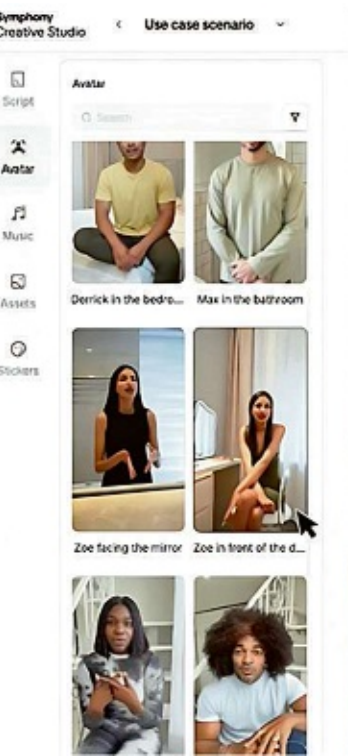 Symphony
Creative Studio
Use case scenario
Script
Avatar
Music
Assets
Stickers
Avatar
Search
Derrick in the bedro...
Max in the bathroom
Zoe facing the mirror
Zoe in front of the d...